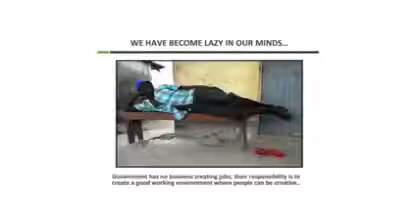 WE HAVE BECOME LAZY IN OUR MINDS...
Government has no business creating jobs, their responsibility is to
create a good working environment where people can be creative..